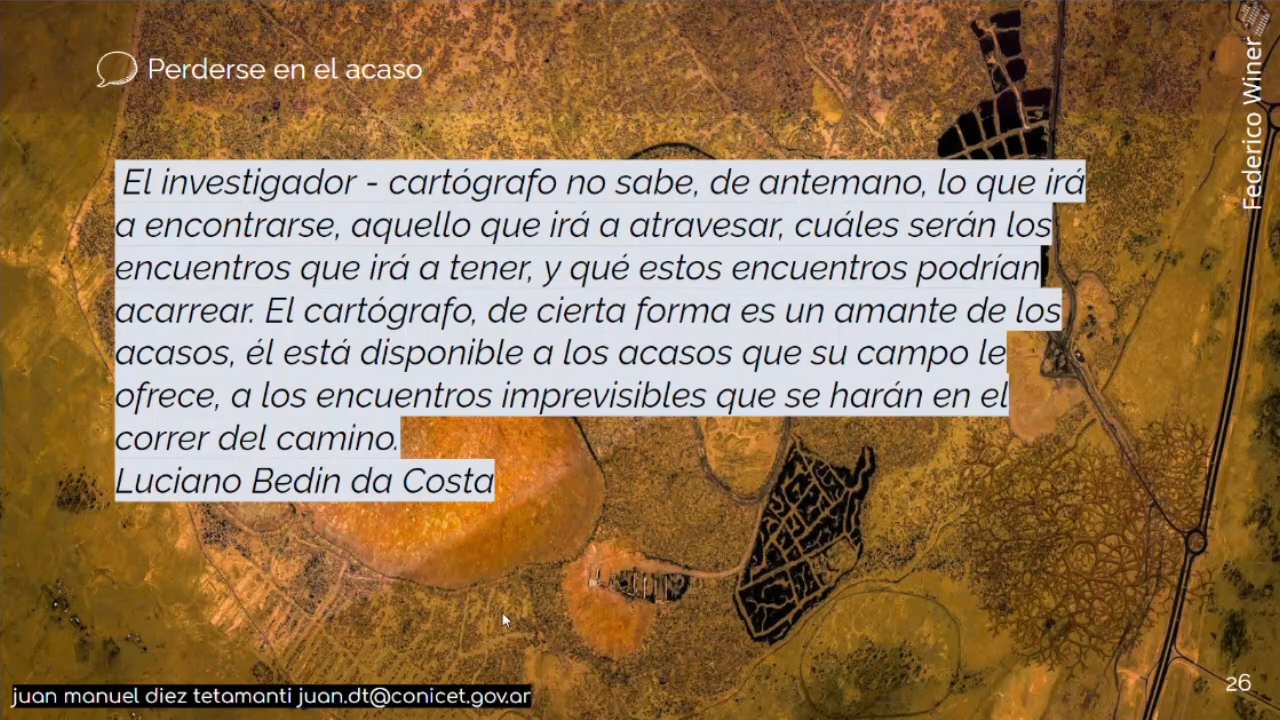 Perderse en el acaso
Federico Winer
El investigador - cartógrafo no sabe, de antemano, lo que irá
a encontrarse, aquello que irá a atravesar, cuáles serán los
encuentros que irá a tener, y qué estos encuentros podrían
acarrear. El cartógrafo, de cierta forma es un amante de los
acasos, él está disponible a los acasos que su campo le
ofrece, a los encuentros imprevisibles que se harán en el
correr del camino.
Luciano Bedin da Costa
juan manuel diez tetamanti juan.dt@conicet.gov.ar
26